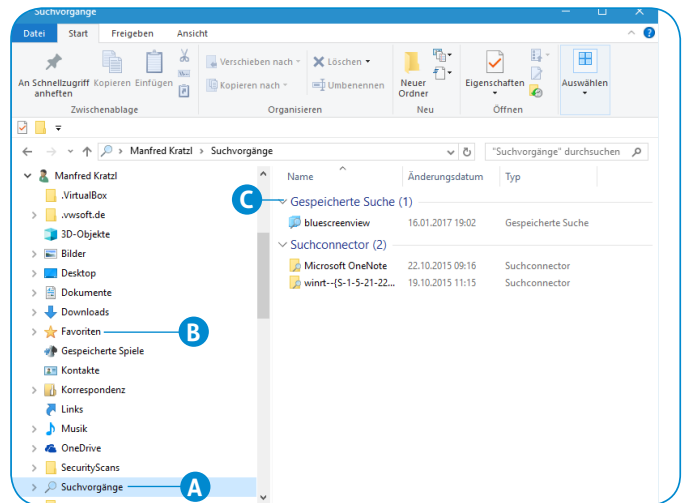 Suchvorgänge
Datei Start Freigeben Ansicht
An Schnellzugriff anheften
Kopieren
Einfügen
Verschieben nach
Kopieren nach
Löschen
Umbenennen
Neuer Ordner
Eigenschaften
Auswählen
Zwischenablage Organisieren Neu Öffnen
Manfred Kratzl > Suchvorgänge
"Suchvorgänge" durchsuchen
Manfred Kratzl
.VirtualBox
.vwsoft.de
3D-Objekte
Bilder
Desktop
Dokumente
Downloads
Favoriten
B
Gespeicherte Spiele
Kontakte
Korrespondenz
Links
Musik
OneDrive
SecurityScans
Suchvorgänge
A
Name Änderungsdatum Typ
C
Gespeicherte Suche (1)
bluescreenview 16.01.2017 19:02 Gespeicherte Suche
Suchconnector (2)
Microsoft OneNote 22.10.2015 09:16 Suchconnector
winrt--{S-1-5-21-22... 19.10.2015 11:15 Suchconnector